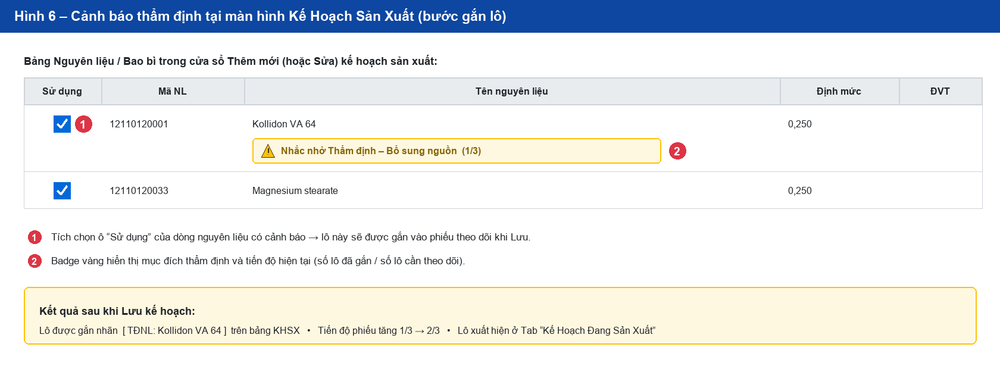 Hình 6 – Cảnh báo thẩm định tại màn hình Kế Hoạch Sản Xuất (bước gắn lô)
Bảng Nguyên liệu / Bao bì trong cửa sổ Thêm mới (hoặc Sửa) kế hoạch sản xuất:
Sử dụng Mã NL Tên nguyên liệu Định mức ĐVT
1 12110120001 Kollidon VA 64 0,250
Nhắc nhở Thẩm định – Bổ sung nguồn (1/3) 2
12110120033 Magnesium stearate 0,250
1 Tích chọn ô “Sử dụng” của dòng nguyên liệu có cảnh báo → lô này sẽ được gắn vào phiếu theo dõi khi Lưu.
2 Badge vàng hiển thị mục đích thẩm định và tiến độ hiện tại (số lô đã gắn / số lô cần theo dõi).
Kết quả sau khi Lưu kế hoạch:
Lô được gắn nhãn [ TĐNL: Kollidon VA 64 ] trên bảng KHSX • Tiến độ phiếu tăng 1/3 → 2/3 • Lô xuất hiện ở Tab “Kế Hoạch Đang Sản Xuất”